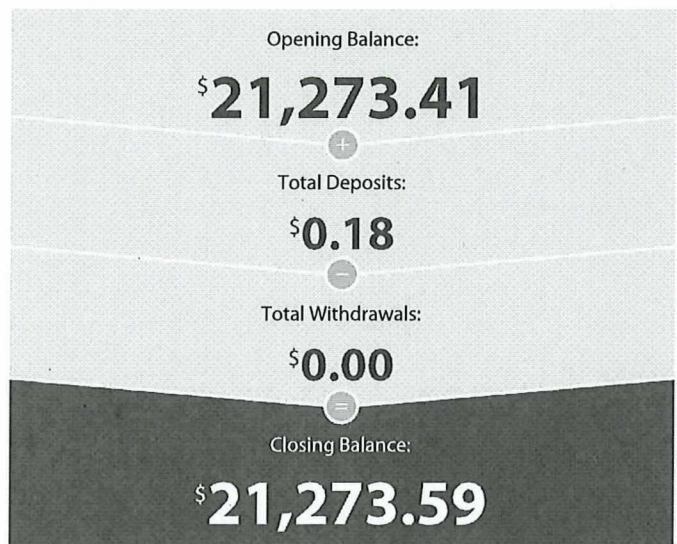 Opening Balance:
$21,273.41
+
Total Deposits:
$0.18
−
Total Withdrawals:
$0.00
=
Closing Balance:
$21,273.59